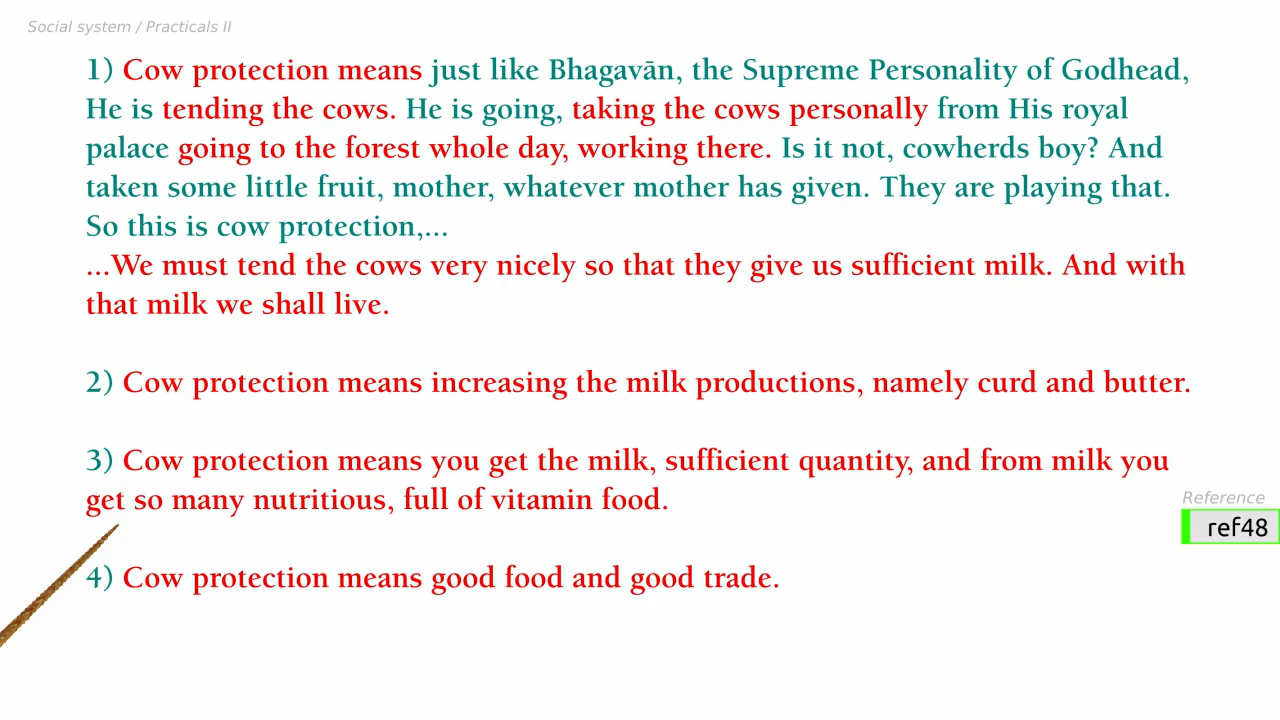 Social system / Practicals II
1) Cow protection means just like Bhagavān, the Supreme Personality of Godhead,
He is tending the cows. He is going, taking the cows personally from His royal
palace going to the forest whole day, working there. Is it not, cowherds boy? And
taken some little fruit, mother, whatever mother has given. They are playing that.
So this is cow protection,...
...We must tend the cows very nicely so that they give us sufficient milk. And with
that milk we shall live.
2) Cow protection means increasing the milk productions, namely curd and butter.
3) Cow protection means you get the milk, sufficient quantity, and from milk you
get so many nutritious, full of vitamin food.
Reference
ref48
4) Cow protection means good food and good trade.